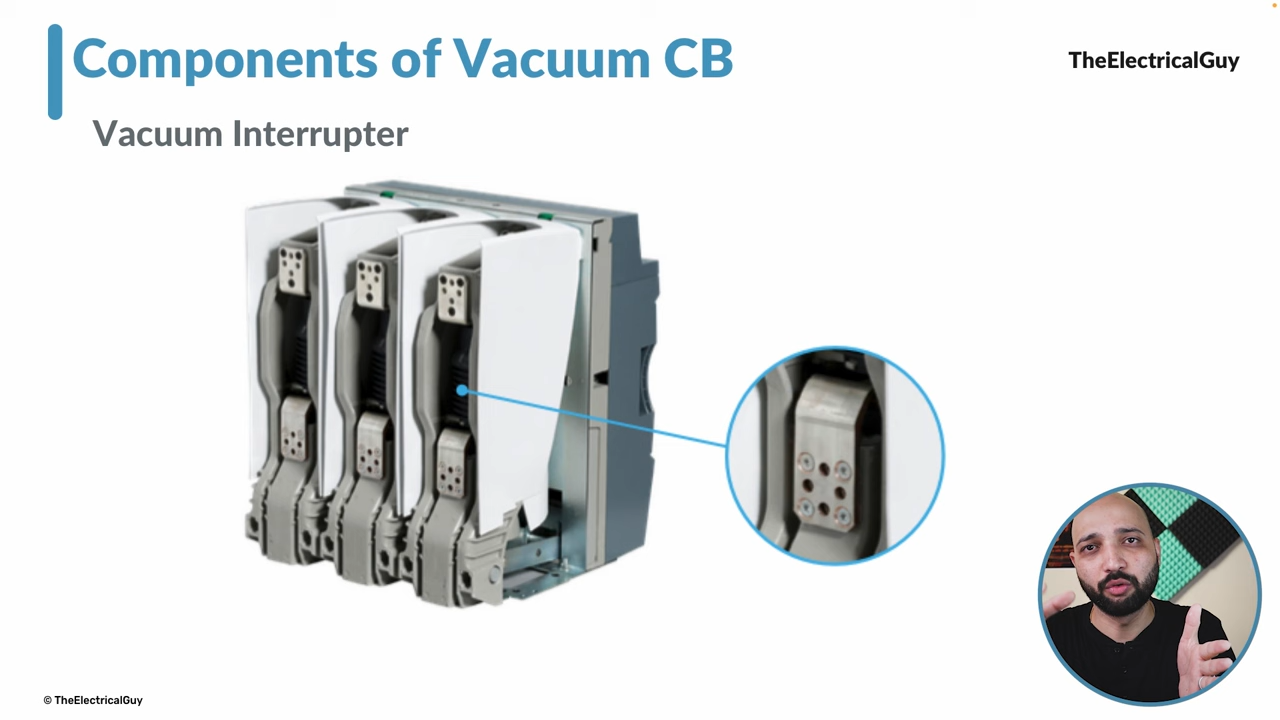 Components of Vacuum CB
TheElectricalGuy
Vacuum Interrupter
© TheElectricalGuy